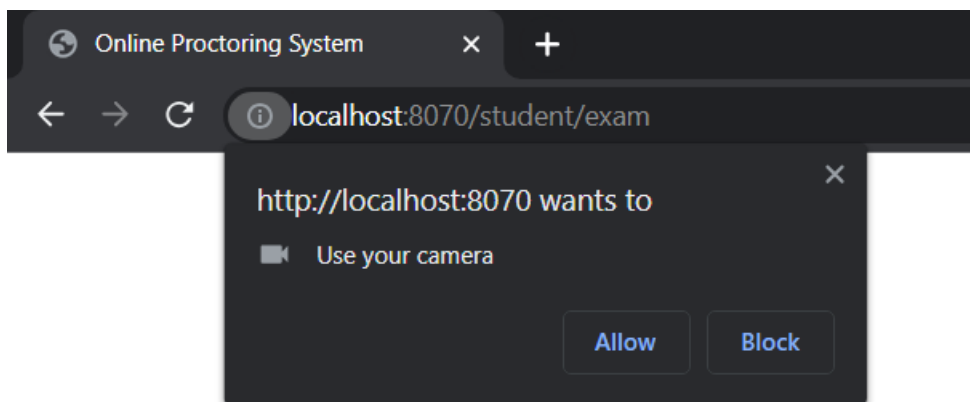 Online Proctoring System
localhost:8070/student/exam
http://localhost:8070 wants to
Use your camera
Allow Block